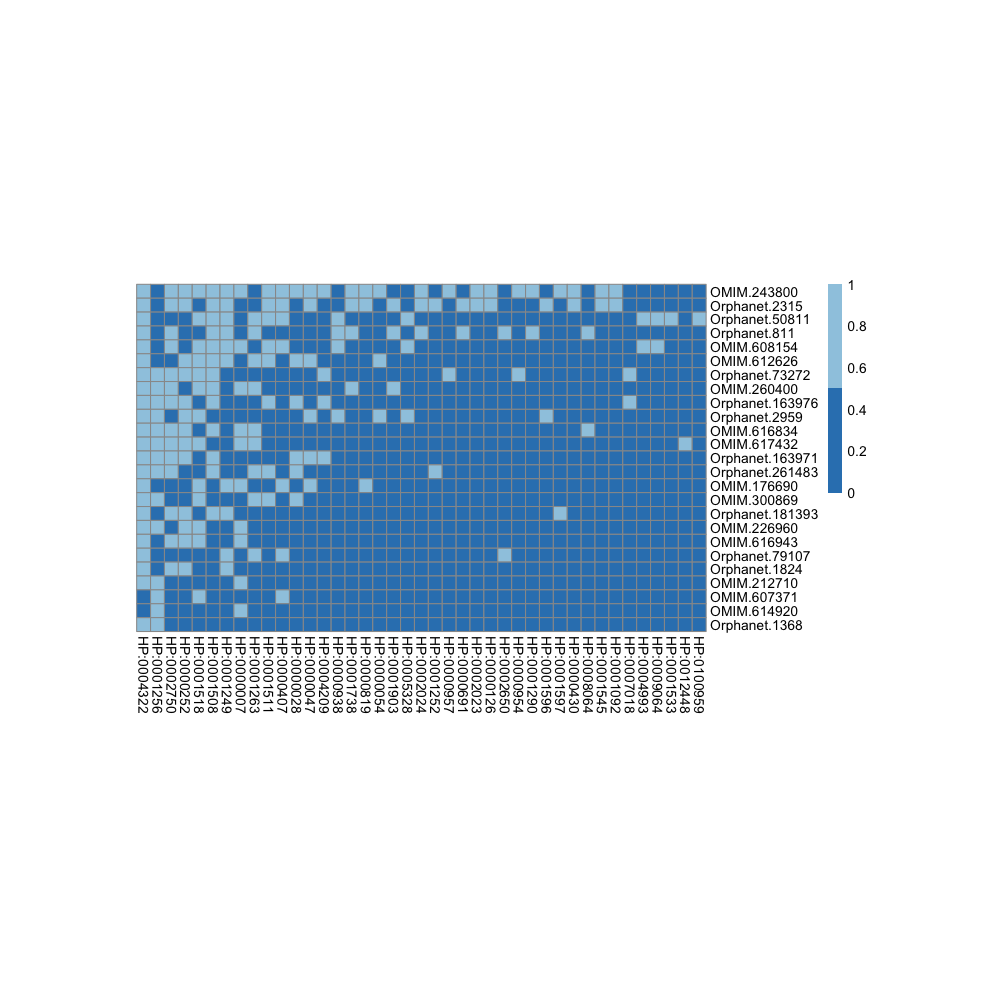 OMIM.243800
Orphanet.2315
Orphanet.50811
Orphanet.811
OMIM.608154
OMIM.612626
Orphanet.73272
OMIM.260400
Orphanet.163976
Orphanet.2959
OMIM.616834
OMIM.617432
Orphanet.163971
Orphanet.261483
OMIM.176690
OMIM.300869
Orphanet.181393
OMIM.226960
OMIM.616943
Orphanet.79107
Orphanet.1824
OMIM.212710
OMIM.607371
OMIM.614920
Orphanet.1368
1
0.8
0.6
0.4
0.2
0
HP:0004322
HP:0001256
HP:0002750
HP:0000252
HP:0001518
HP:0001508
HP:0001249
HP:0000007
HP:0001263
HP:0001511
HP:0000407
HP:0000028
HP:0000047
HP:0004209
HP:0000938
HP:0001738
HP:0000819
HP:0000054
HP:0001903
HP:0005328
HP:0002024
HP:0001252
HP:0000957
HP:0000691
HP:0002023
HP:0000126
HP:0002650
HP:0000954
HP:0001290
HP:0001596
HP:0001597
HP:0000430
HP:0008064
HP:0001545
HP:0001092
HP:0007018
HP:0004993
HP:0009064
HP:0001533
HP:0012448
HP:0100959